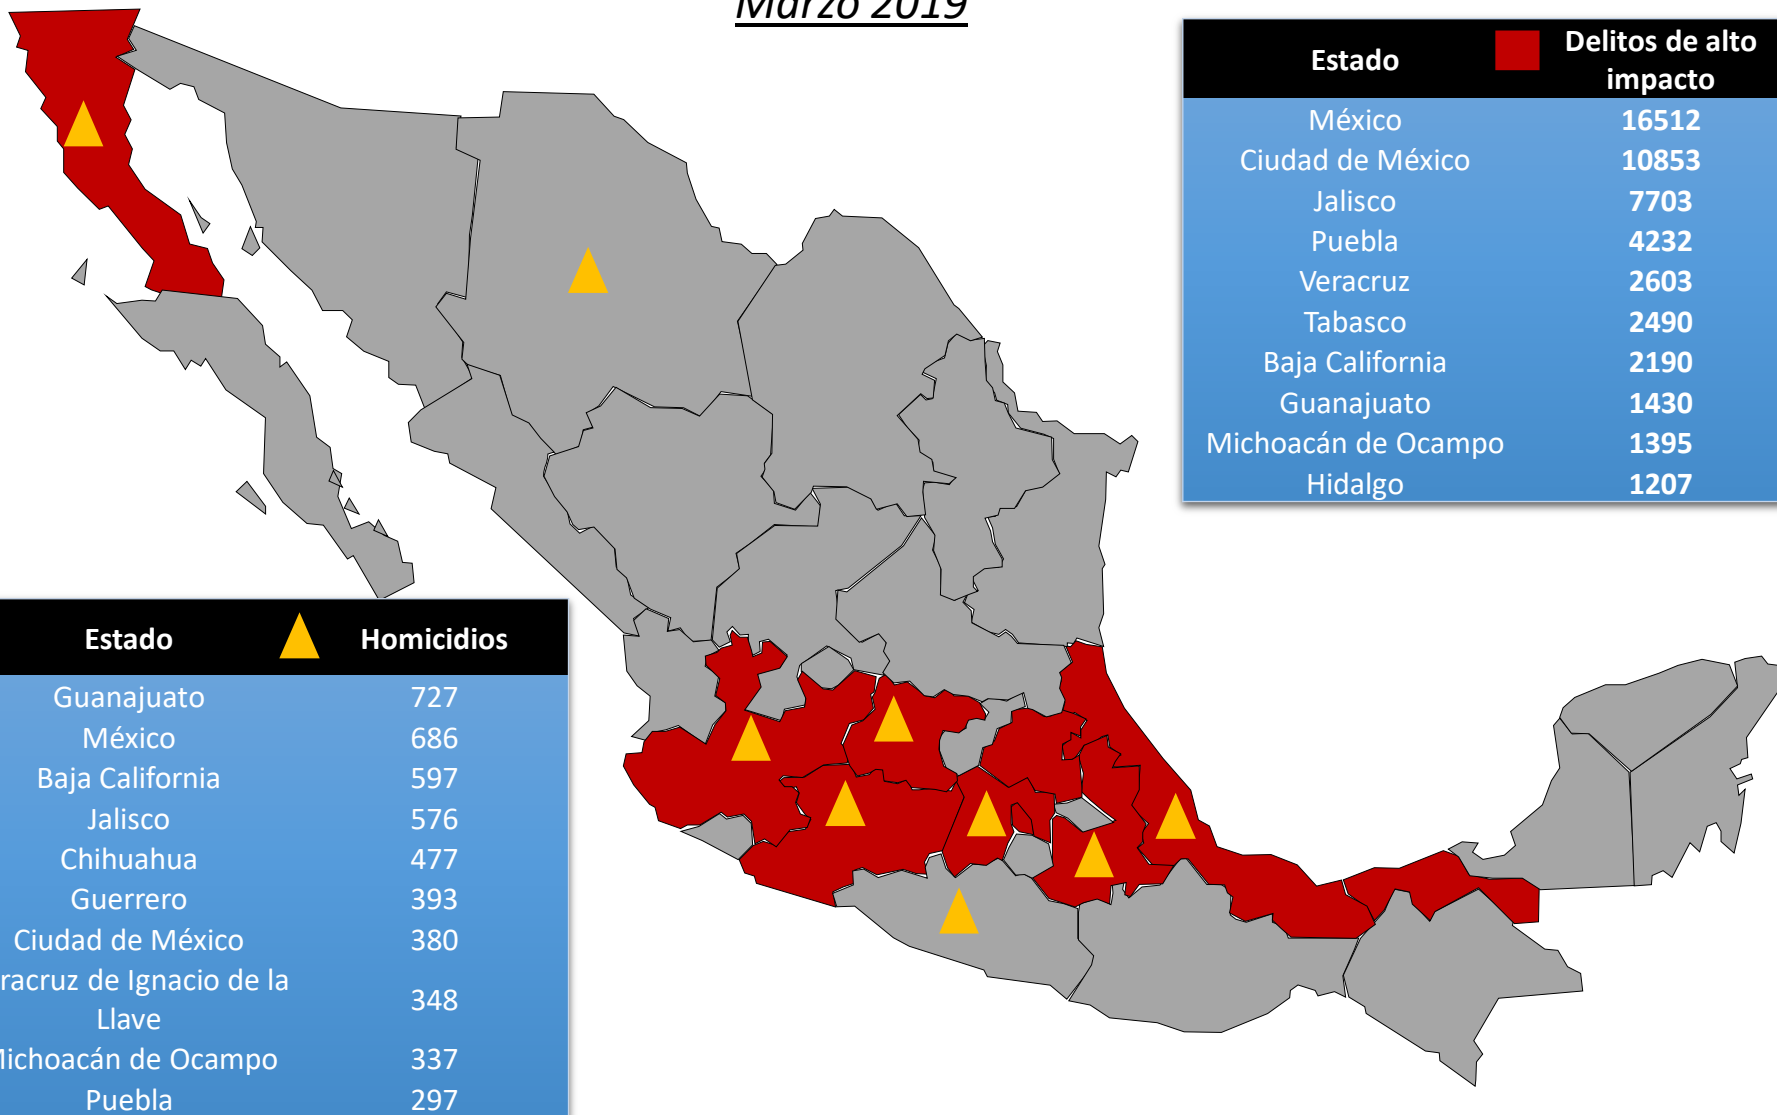 Marzo 2019
Estado Delitos de alto impacto
México 16512
Ciudad de México 10853
Jalisco 7703
Puebla 4232
Veracruz 2603
Tabasco 2490
Baja California 2190
Guanajuato 1430
Michoacán de Ocampo 1395
Hidalgo 1207
Estado Homicidios
Guanajuato 727
México 686
Baja California 597
Jalisco 576
Chihuahua 477
Guerrero 393
Ciudad de México 380
racruz de Ignacio de la
Llave 348
Michoacán de Ocampo 337
Puebla 297